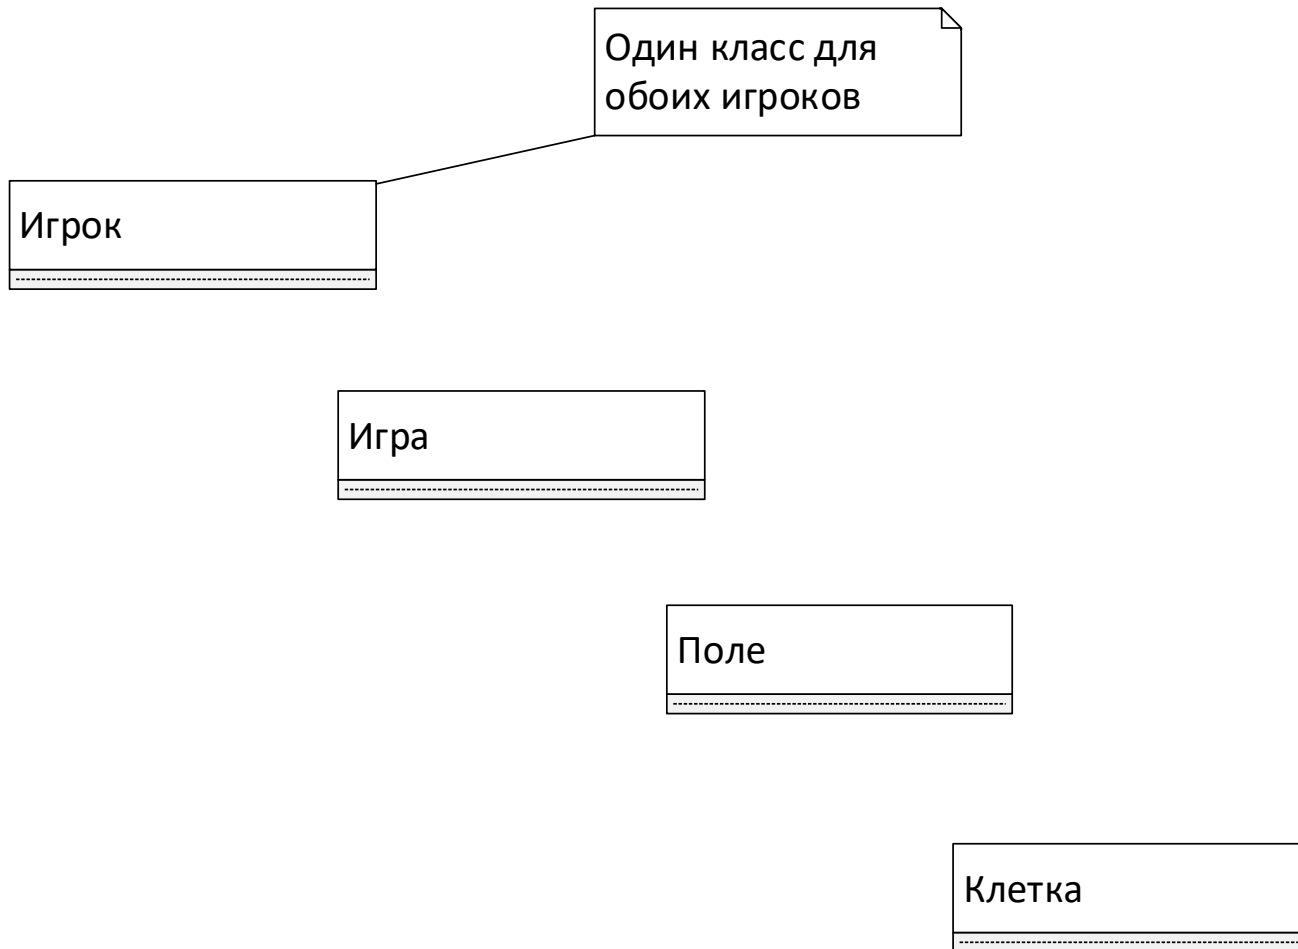 Один класс для
обоих игроков
Игрок
Игра
Поле
Клетка